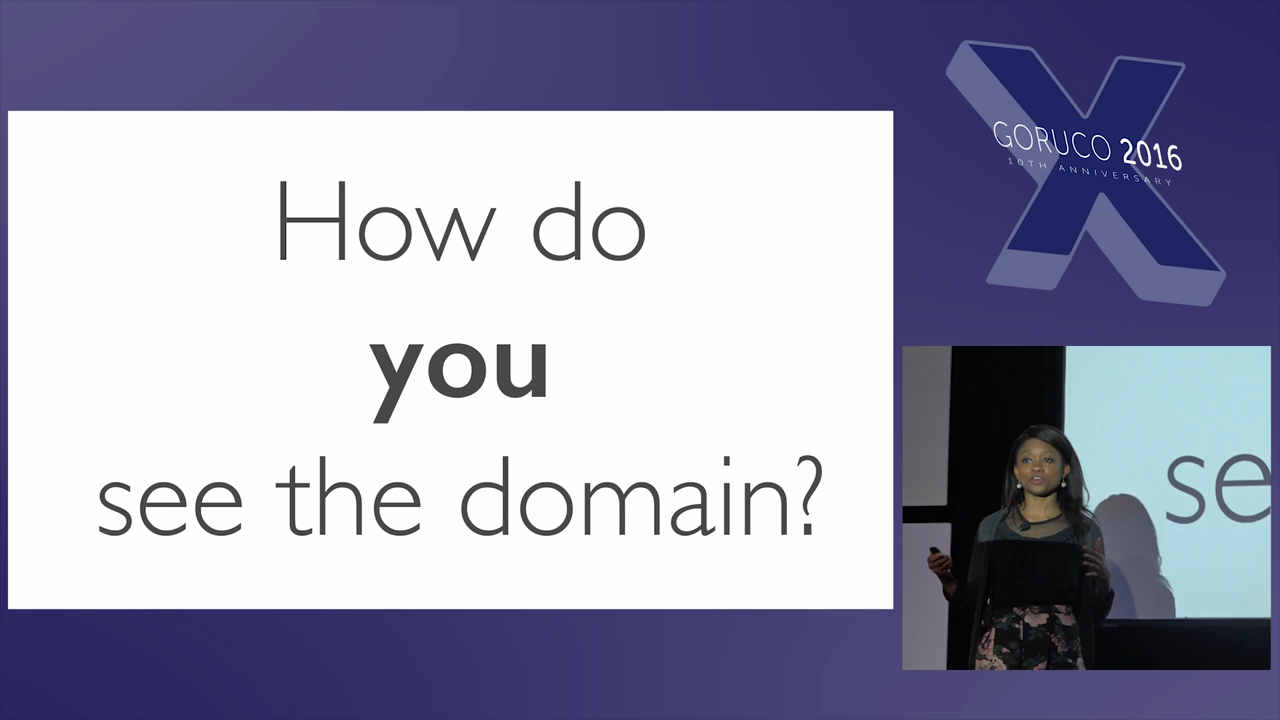 How do
you
see the domain?
GORUCO 2016
10TH ANNIVERSARY
se